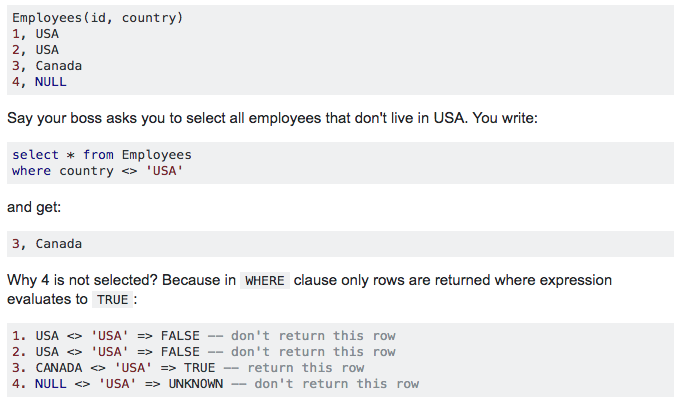 Employees(id, country)
1, USA
2, USA
3, Canada
4, NULL
Say your boss asks you to select all employees that don't live in USA. You write:
select * from Employees
where country <> 'USA'
and get:
3, Canada
Why 4 is not selected? Because in WHERE clause only rows are returned where expression
evaluates to TRUE :
1. USA <> 'USA' => FALSE -- don't return this row
2. USA <> 'USA' => FALSE -- don't return this row
3. CANADA <> 'USA' => TRUE -- return this row
4. NULL <> 'USA' => UNKNOWN -- don't return this row